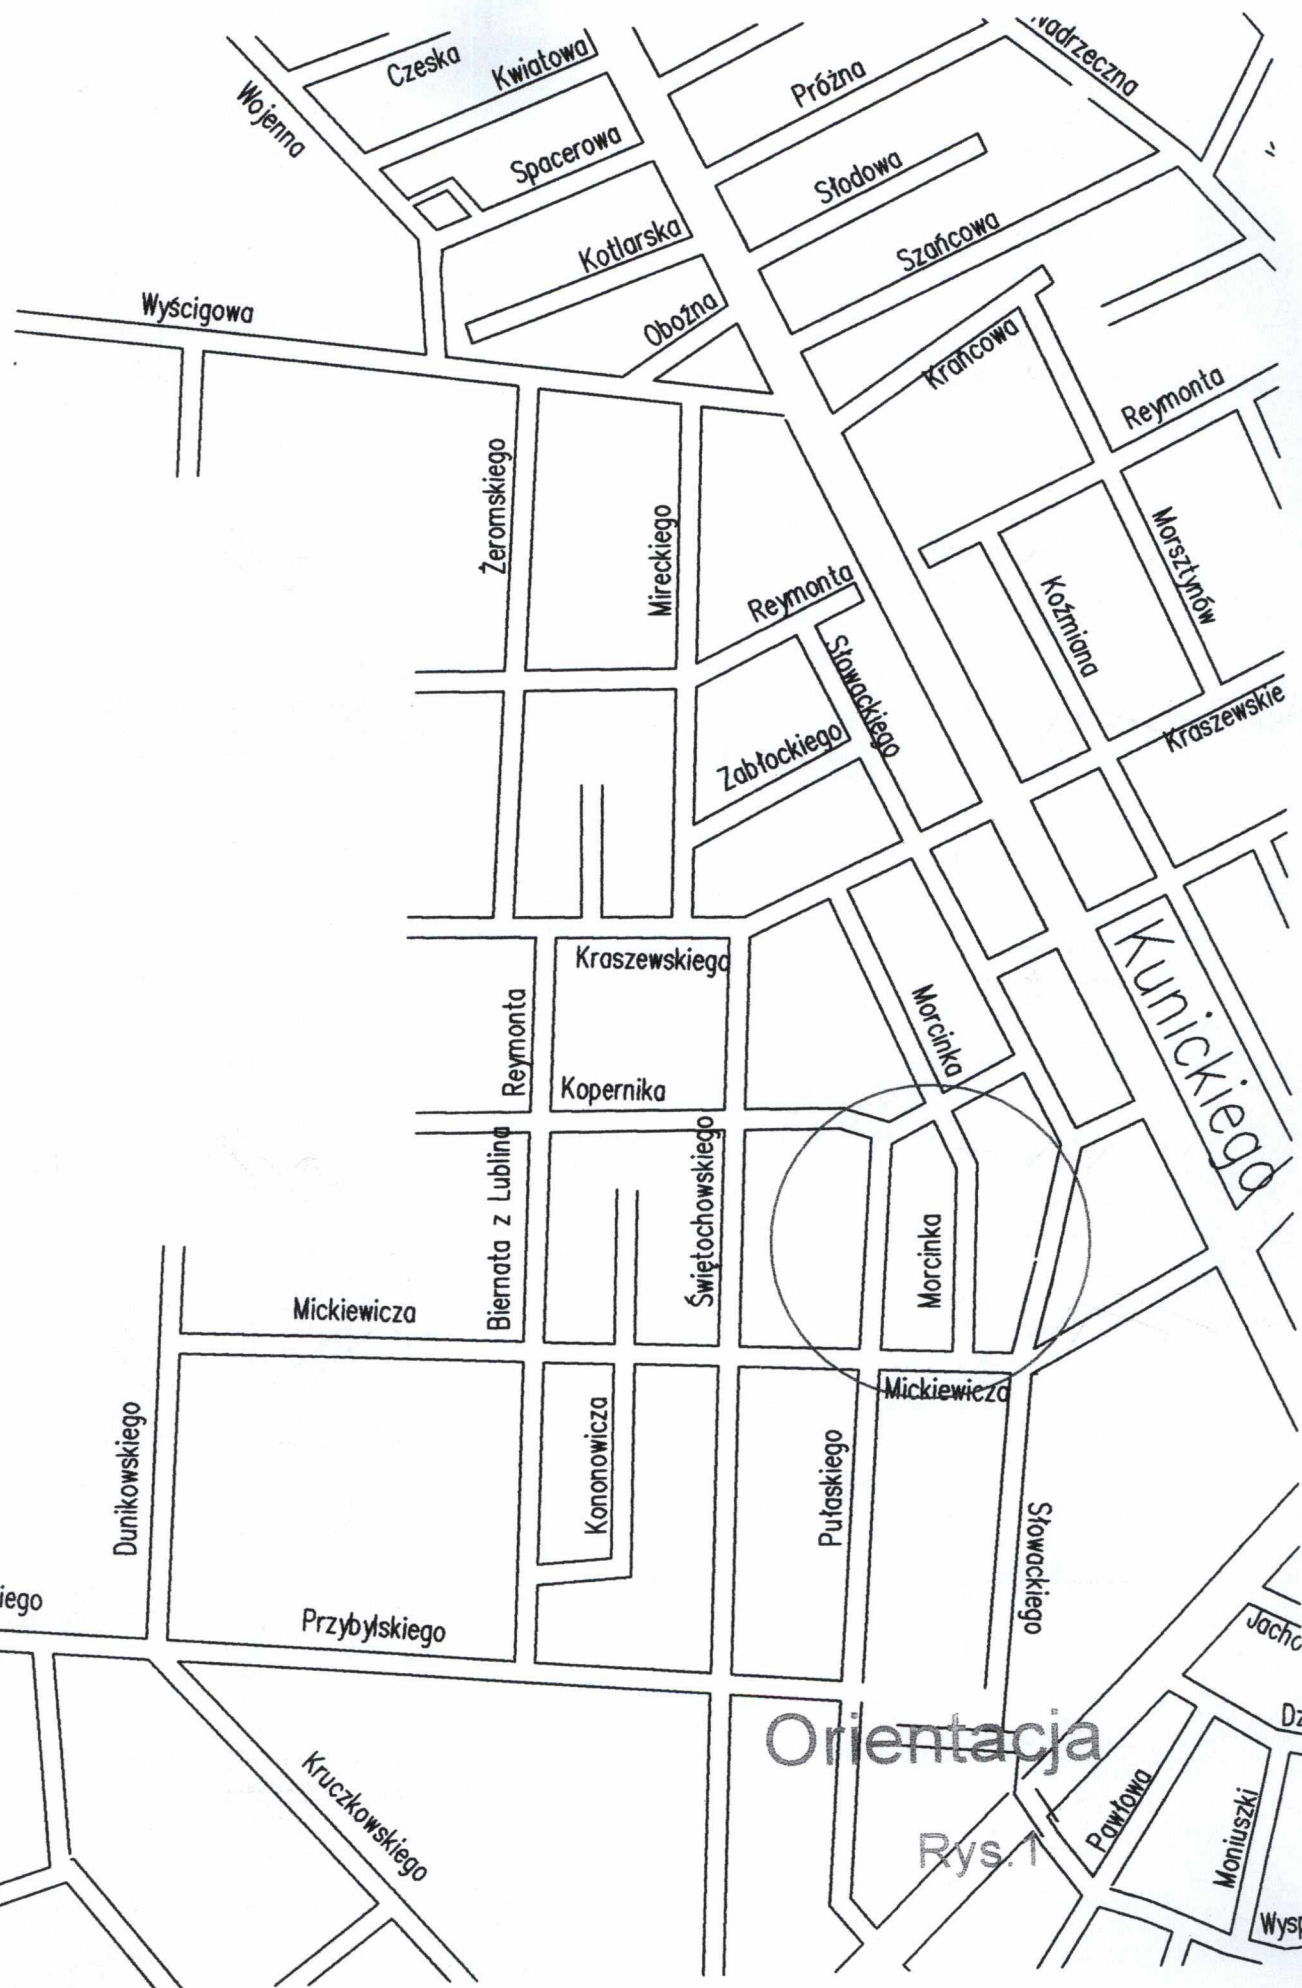 Nadrzeczna
Czeska
Kwiatowa
Próżna
Wojenna
Spacerowa
Słodowa
Kotlarska
Szańcowa
Wyścigowa
Oboźna
Krańcowa
Reymonta
Żeromskiego
Mireckiego
Morsztynów
Reymonta
Koźmiana
Słowackiego
Zabłockiego
Kraszewskie
Kraszewskiego
Kunickiego
Reymonta
Morcinka
Kopernika
Biernata z Lublina
Świętochowskiego
Morcinka
Mickiewicza
Mickiewicza
Dunikowskiego
Kononowicza
Pułaskiego
Słowackiego
iego
Przybylskiego
Jacho
Dz
Orientacja
Kruczkowskiego
Pawłowa
Moniuszki
Rys.1
Wysp